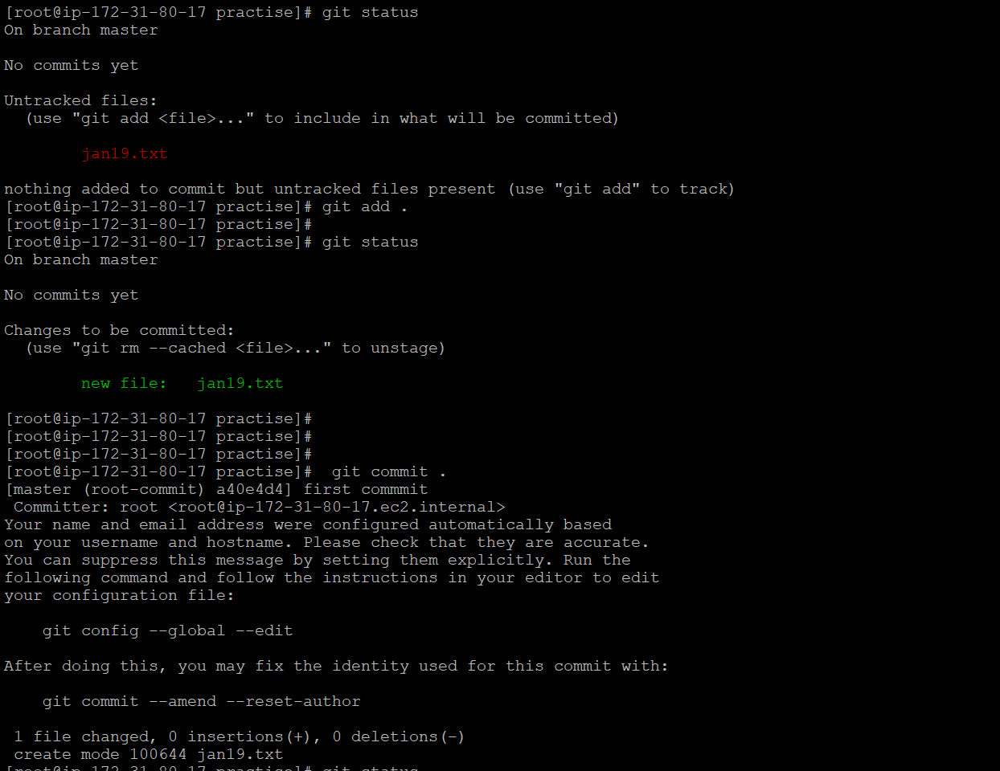 [root@ip-172-31-80-17 practise]# git status
On branch master
No commits yet
Untracked files:
  (use "git add <file>..." to include in what will be committed)
        jan19.txt
nothing added to commit but untracked files present (use "git add" to track)
[root@ip-172-31-80-17 practise]# git add .
[root@ip-172-31-80-17 practise]#
[root@ip-172-31-80-17 practise]# git status
On branch master
No commits yet
Changes to be committed:
  (use "git rm --cached <file>..." to unstage)
        new file:   jan19.txt
[root@ip-172-31-80-17 practise]#
[root@ip-172-31-80-17 practise]#
[root@ip-172-31-80-17 practise]#
[root@ip-172-31-80-17 practise]#  git commit .
[master (root-commit) a40e4d4] first commmit
 Committer: root <root@ip-172-31-80-17.ec2.internal>
Your name and email address were configured automatically based
on your username and hostname. Please check that they are accurate.
You can suppress this message by setting them explicitly. Run the
following command and follow the instructions in your editor to edit
your configuration file:
    git config --global --edit
After doing this, you may fix the identity used for this commit with:
    git commit --amend --reset-author
 1 file changed, 0 insertions(+), 0 deletions(-)
 create mode 100644 jan19.txt
[root@ip-172-31-80-17 practise]# git status